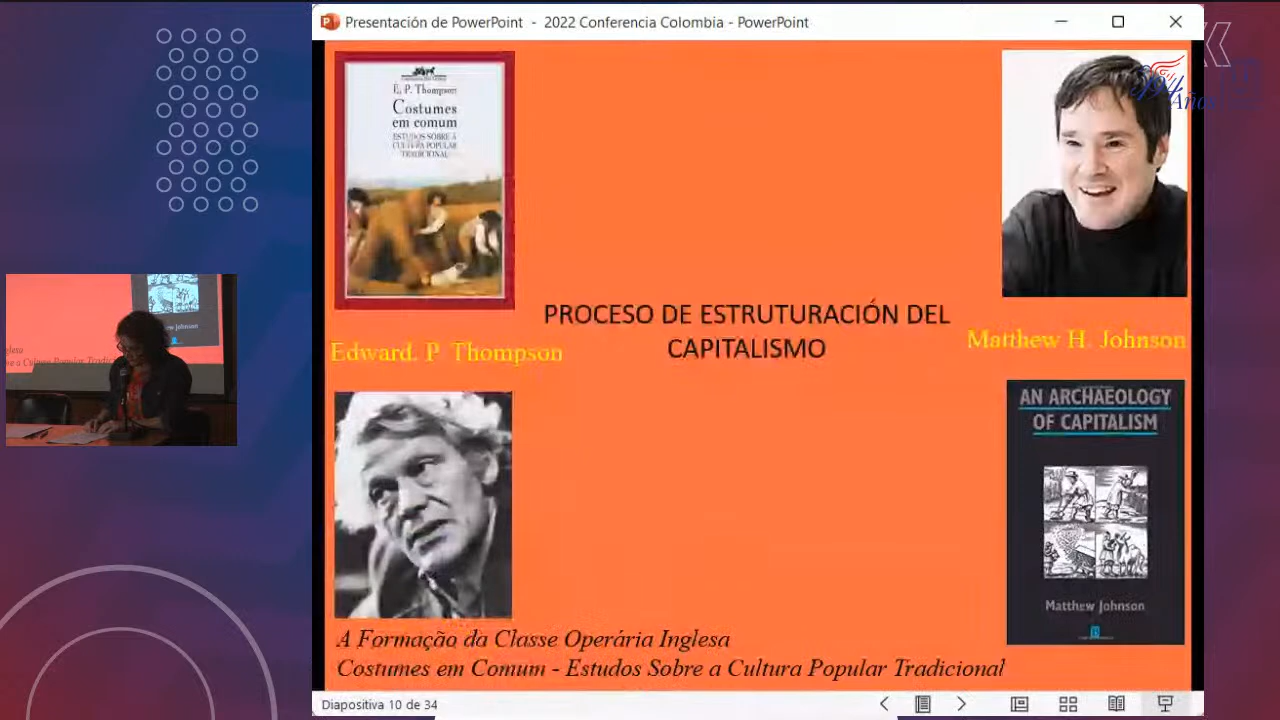 Presentación de PowerPoint - 2022 Conferencia Colombia - PowerPoint
E. P. Thompson
Costumes
em comum
ESTUDOS SOBRE A
CULTURA POPULAR
TRADICIONAL
Años
PROCESO DE ESTRUTURACIÓN DEL
CAPITALISMO
Edward. P Thompson
Matthew H. Johnson
AN ARCHAEOLOGY
OF CAPITALISM
Matthew Johnson
Johnson
A Formação da Classe Operária Inglesa
Costumes em Comum - Estudos Sobre a Cultura Popular Tradicional
Diapositiva 10 de 34